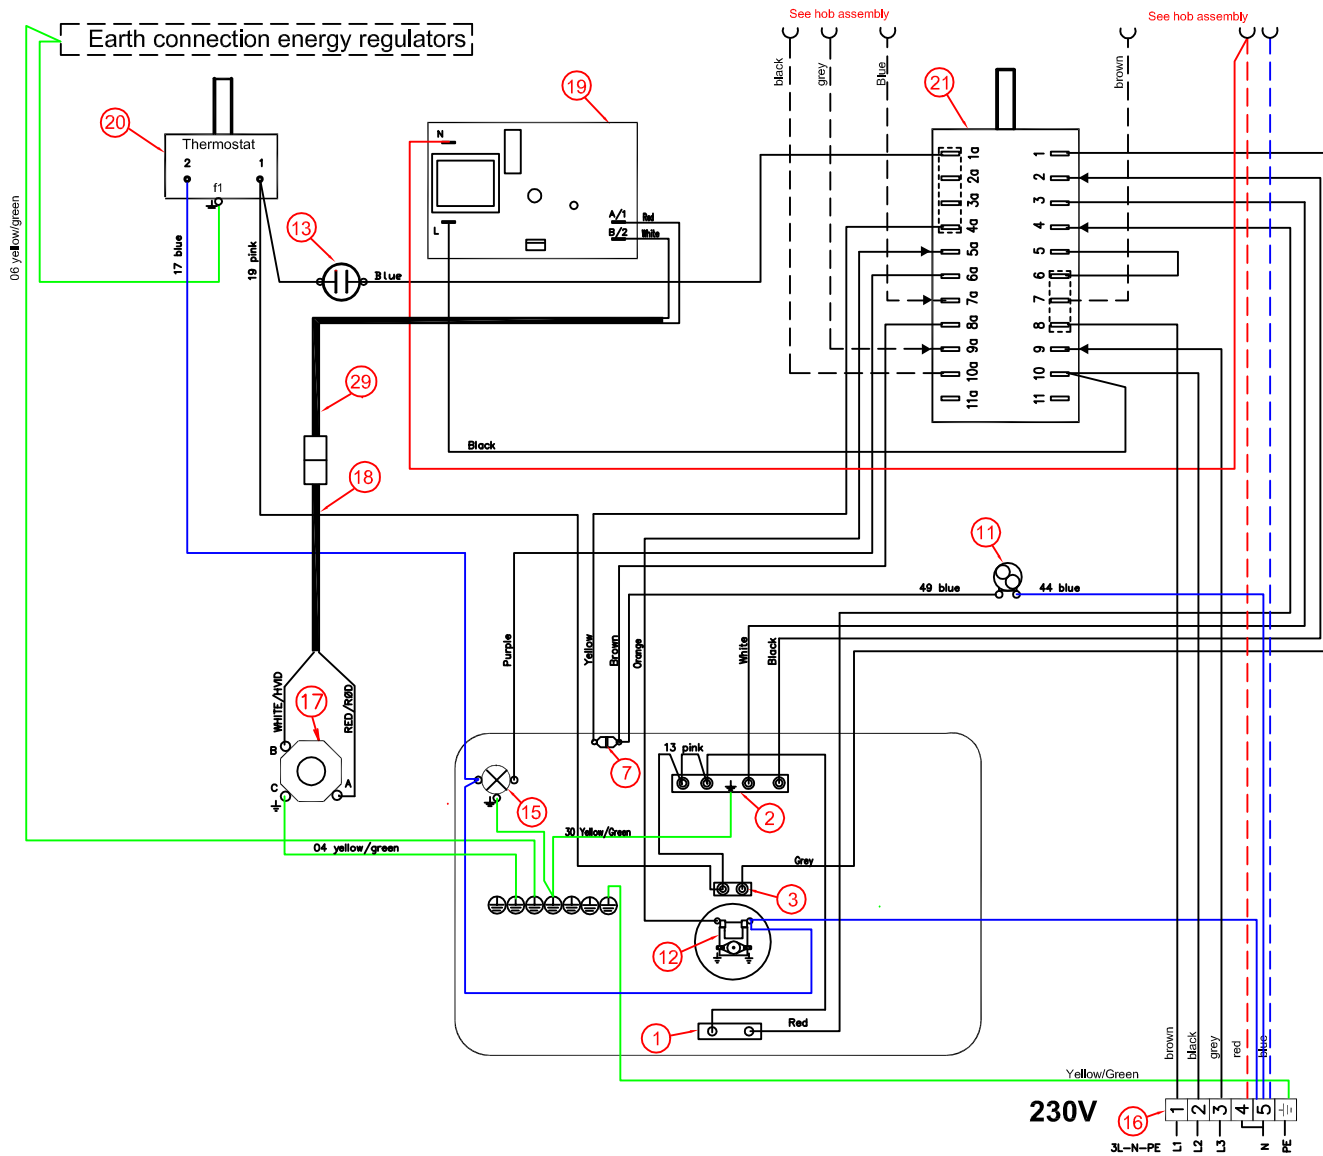 See hob assembly
See hob assembly
Earth connection energy regulators
black
grey
Blue
brown
19
21
20
Thermostat
2
1
f1
N
L
A/1
Red
B/2
White
1a
2a
3a
4a
5a
6a
7a
8a
9a
10a
11a
1
2
3
4
5
6
7
8
9
10
11
06 yellow/green
17 blue
19 pink
13
Blue
29
Black
18
11
49 blue
44 blue
Purple
Yellow
Brown
Orange
White
Black
WHITE/HVID
RED/RØD
17
B
C
A
7
13 pink
2
15
30 Yellow/Green
04 yellow/green
Grey
3
12
1
Red
brown
black
grey
red
blue
Yellow/Green
230V
16
1
2
3
4
5
3L-N-PE
L1
L2
L3
N
PE